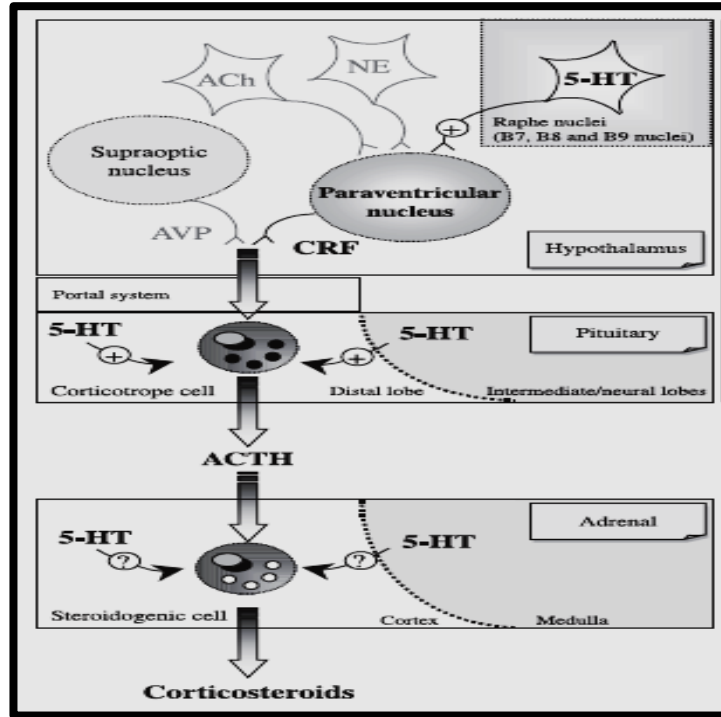 ACh
NE
5-HT
+
Raphe nuclei
(B7, B8 and B9 nuclei)
Supraoptic
nucleus
Paraventricular
nucleus
AVP
CRF
Hypothalamus
Portal system
5-HT
5-HT
Pituitary
+
+
Corticotrope cell
Distal lobe
Intermediate/neural lobes
ACTH
Adrenal
5-HT
5-HT
?
?
Steroidogenic cell
Cortex
Medulla
Corticosteroids